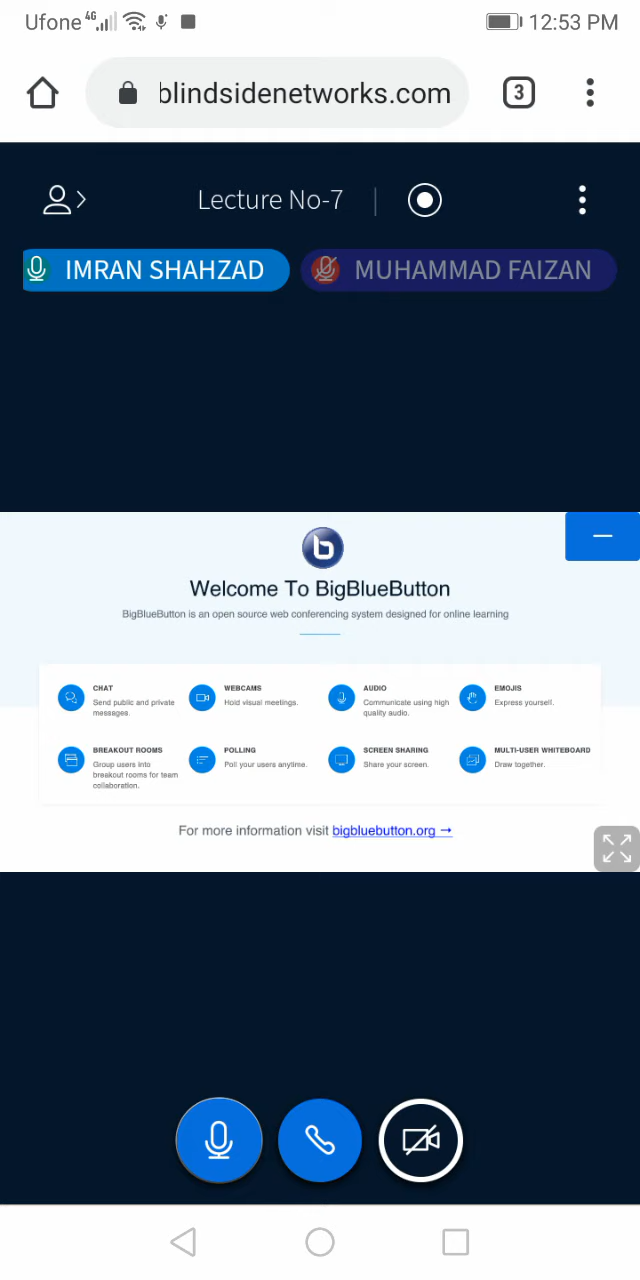 Ufone 4G 12:53 PM
blindsidenetworks.com 3
Lecture No-7
IMRAN SHAHZAD MUHAMMAD FAIZAN
Welcome To BigBlueButton
BigBlueButton is an open source web conferencing system designed for online learning
CHAT
Send public and private
messages.
WEBCAMS
Hold visual meetings.
AUDIO
Communicate using high
quality audio.
EMOJIS
Express yourself.
BREAKOUT ROOMS
Group users into
breakout rooms for team
collaboration.
POLLING
Poll your users anytime.
SCREEN SHARING
Share your screen.
MULTI-USER WHITEBOARD
Draw together.
For more information visit bigbluebutton.org →